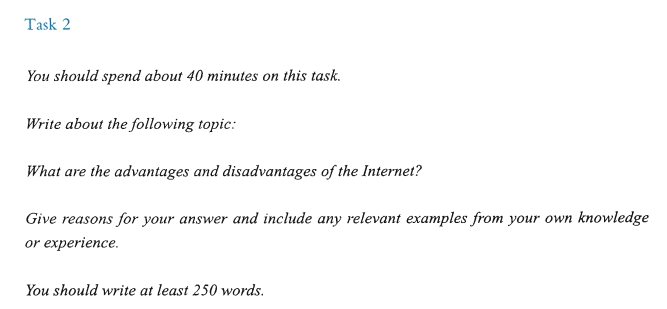 Task 2
You should spend about 40 minutes on this task.
Write about the following topic:
What are the advantages and disadvantages of the Internet?
Give reasons for your answer and include any relevant examples from your own knowledge
or experience.
You should write at least 250 words.